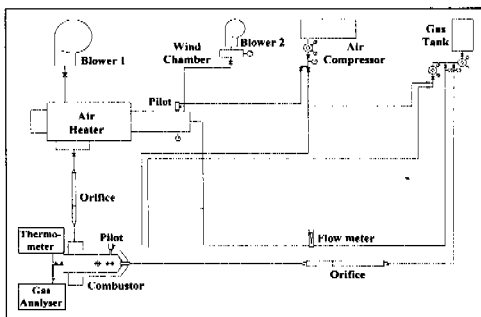 Gas
Tank
Wind
Chamber
Blower 2
Air
Compressor
Blower 1
Pilot
Air
Heater
Orifice
Thermo-
meter
Pilot
Flow meter
Gas
Analyser
Combustor
Orifice